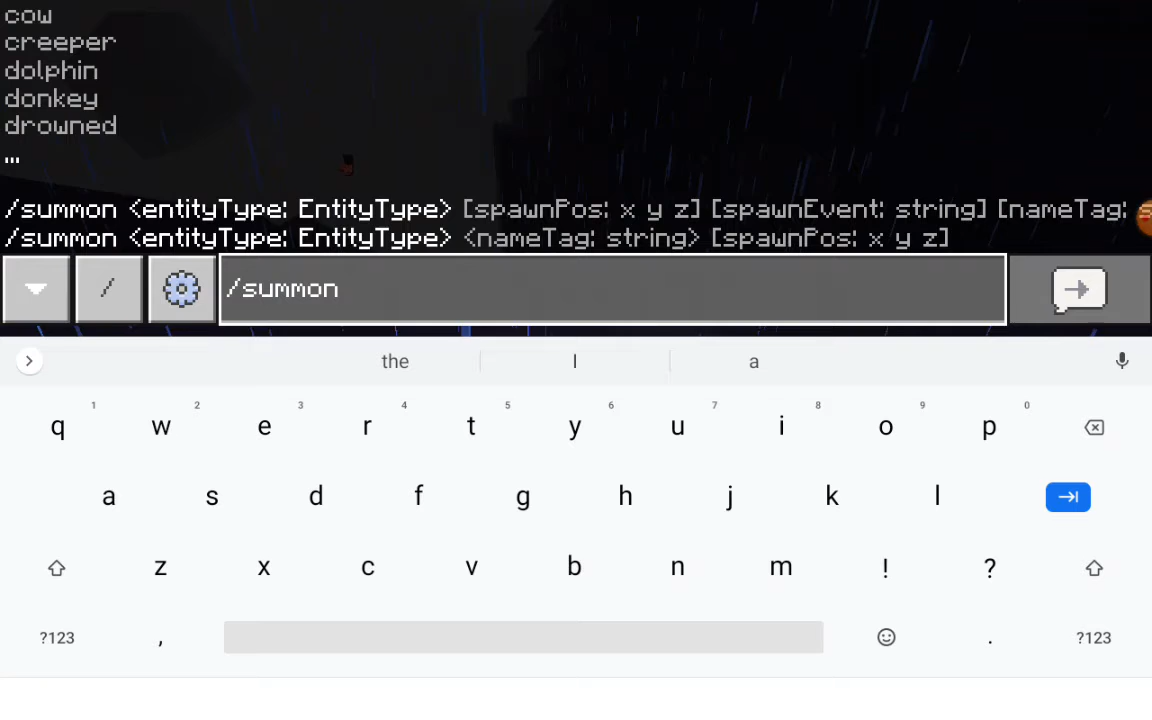 cow
creeper
dolphin
donkey
drowned
...
/summon <entityType: EntityType> [spawnPos: x y z] [spawnEvent: string] [nameTag: s
/summon <entityType: EntityType> <nameTag: string> [spawnPos: x y z]
/ /summon
the I a
1 2 3 4 5 6 7 8 9 0
q w e r t y u i o p
a s d f g h j k l
z x c v b n m ! ?
?123 , . ?123